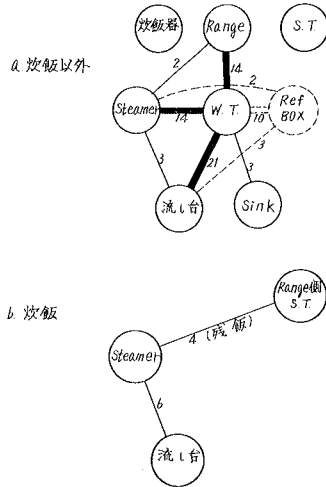 炊飯器 Range S.T.
a. 炊飯以外
2
14
2
Steamer
14
W.T.
10
Ref
BOX
3
21
3
3
流し台
Sink
b. 炊飯
Range側
S.T.
4 (残飯)
Steamer
6
流し台